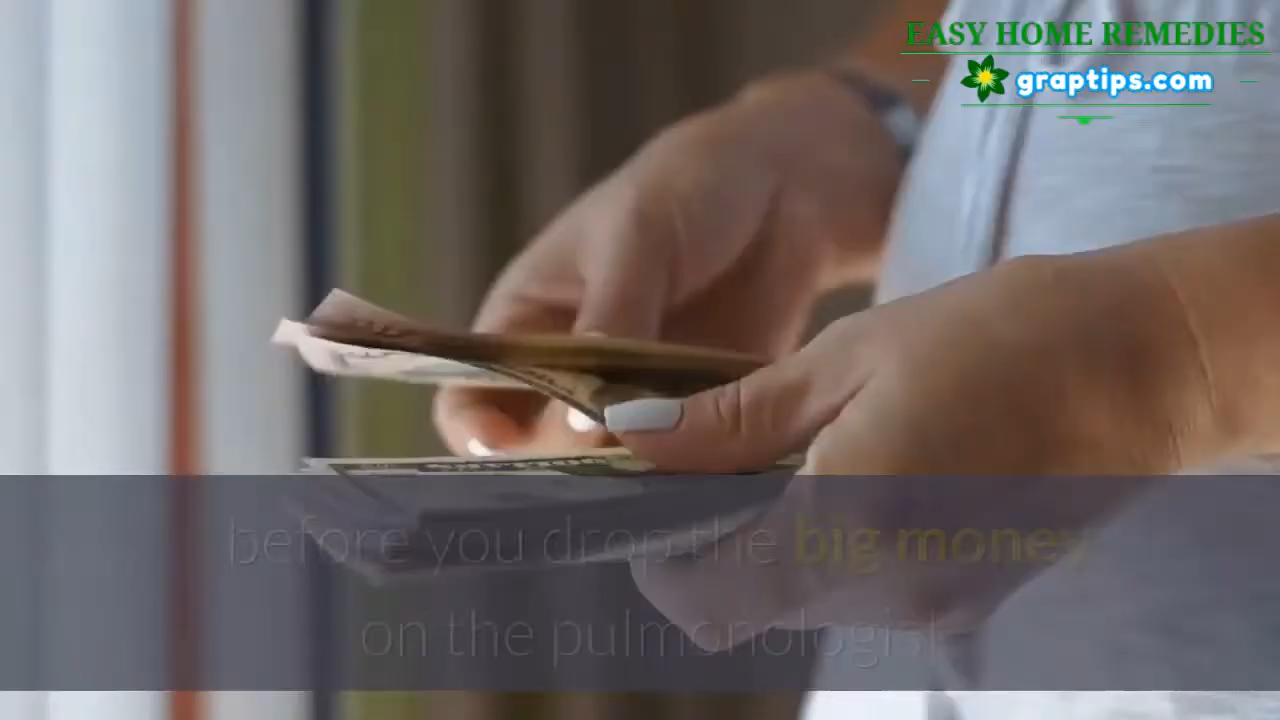 EASY HOME REMEDIES
graptips.com
before you drop the big money
on the pulmonologist